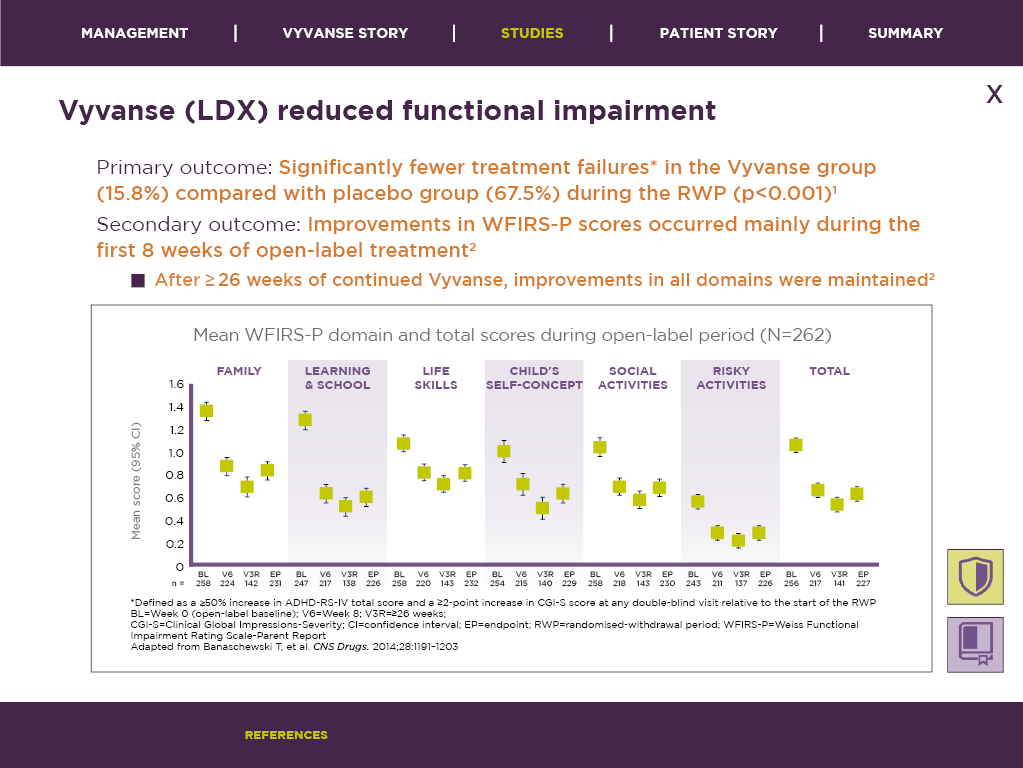 MANAGEMENT | VYVANSE STORY | STUDIES | PATIENT STORY | SUMMARY
X
Vyvanse (LDX) reduced functional impairment
Primary outcome: Significantly fewer treatment failures* in the Vyvanse group
(15.8%) compared with placebo group (67.5%) during the RWP (p<0.001)¹
Secondary outcome: Improvements in WFIRS-P scores occurred mainly during the
first 8 weeks of open-label treatment²
■ After ≥ 26 weeks of continued Vyvanse, improvements in all domains were maintained²
Mean WFIRS-P domain and total scores during open-label period (N=262)
FAMILY
LEARNING
& SCHOOL
LIFE
SKILLS
CHILD'S
SELF-CONCEPT
SOCIAL
ACTIVITIES
RISKY
ACTIVITIES
TOTAL
Mean score (95% CI)
1.6
1.4
1.2
1.0
0.8
0.6
0.4
0.2
0
BL V6 V3R EP BL V6 V3R EP BL V6 V3R EP BL V6 V3R EP BL V6 V3R EP BL V6 V3R EP BL V6 V3R EP
n = 258 224 142 231 247 217 138 226 258 220 143 232 254 215 140 229 258 218 143 230 243 211 137 226 256 217 141 227
*Defined as a ≥50% increase in ADHD-RS-IV total score and a ≥2-point increase in CGI-S score at any double-blind visit relative to the start of the RWP
BL=Week 0 (open-label baseline); V6=Week 8; V3R=≥26 weeks;
CGI-S=Clinical Global Impressions-Severity; CI=confidence interval; EP=endpoint; RWP=randomised-withdrawal period; WFIRS-P=Weiss Functional
Impairment Rating Scale-Parent Report
Adapted from Banaschewski T, et al. CNS Drugs. 2014;28:1191–1203
REFERENCES